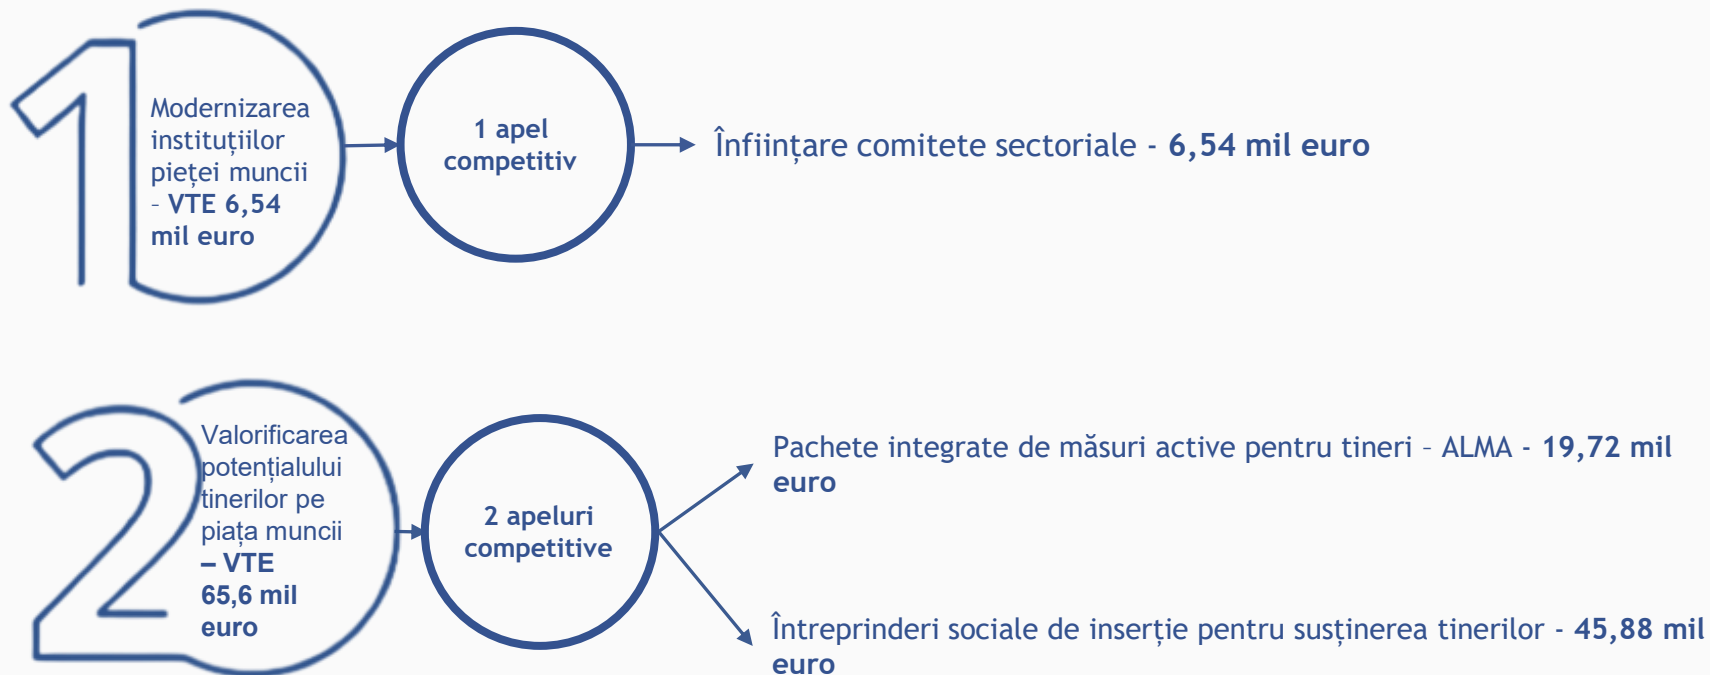 1
Modernizarea
instituțiilor
pieței muncii
– VTE 6,54
mil euro
1 apel
competitiv
Înființare comitete sectoriale - 6,54 mil euro
2
Valorificarea
potențialului
tinerilor pe
piața muncii
– VTE
65,6 mil
euro
2 apeluri
competitive
Pachete integrate de măsuri active pentru tineri – ALMA - 19,72 mil
euro
Întreprinderi sociale de inserție pentru susținerea tinerilor - 45,88 mil
euro